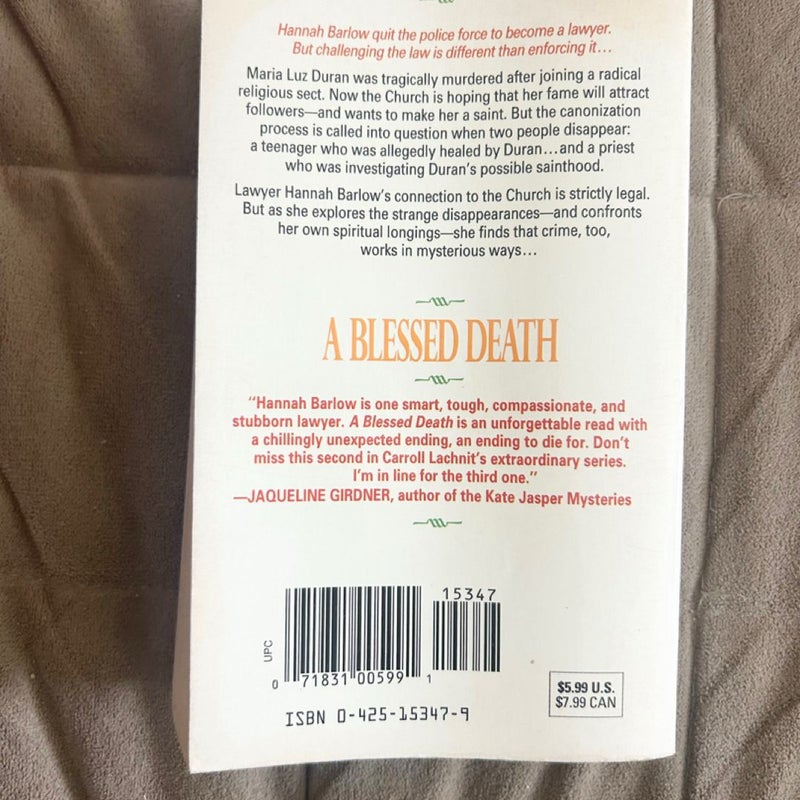 Hannah Barlow quit the police force to become a lawyer.
But challenging the law is different than enforcing it...
Maria Luz Duran was tragically murdered after joining a radical
religious sect. Now the Church is hoping that her fame will attract
followers—and wants to make her a saint. But the canonization
process is called into question when two people disappear:
a teenager who was allegedly healed by Duran...and a priest
who was investigating Duran's possible sainthood.
Lawyer Hannah Barlow's connection to the Church is strictly legal.
But as she explores the strange disappearances—and confronts
her own spiritual longings—she finds that crime, too,
works in mysterious ways...
A BLESSED DEATH
"Hannah Barlow is one smart, tough, compassionate, and
stubborn lawyer. A Blessed Death is an unforgettable read with
a chillingly unexpected ending, an ending to die for. Don't
miss this second in Carroll Lachnit's extraordinary series.
I'm in line for the third one."
—JAQUELINE GIRDNER, author of the Kate Jasper Mysteries
15347
UPC
0 71831 00599 1
ISBN 0-425-15347-9
$5.99 U.S.
$7.99 CAN